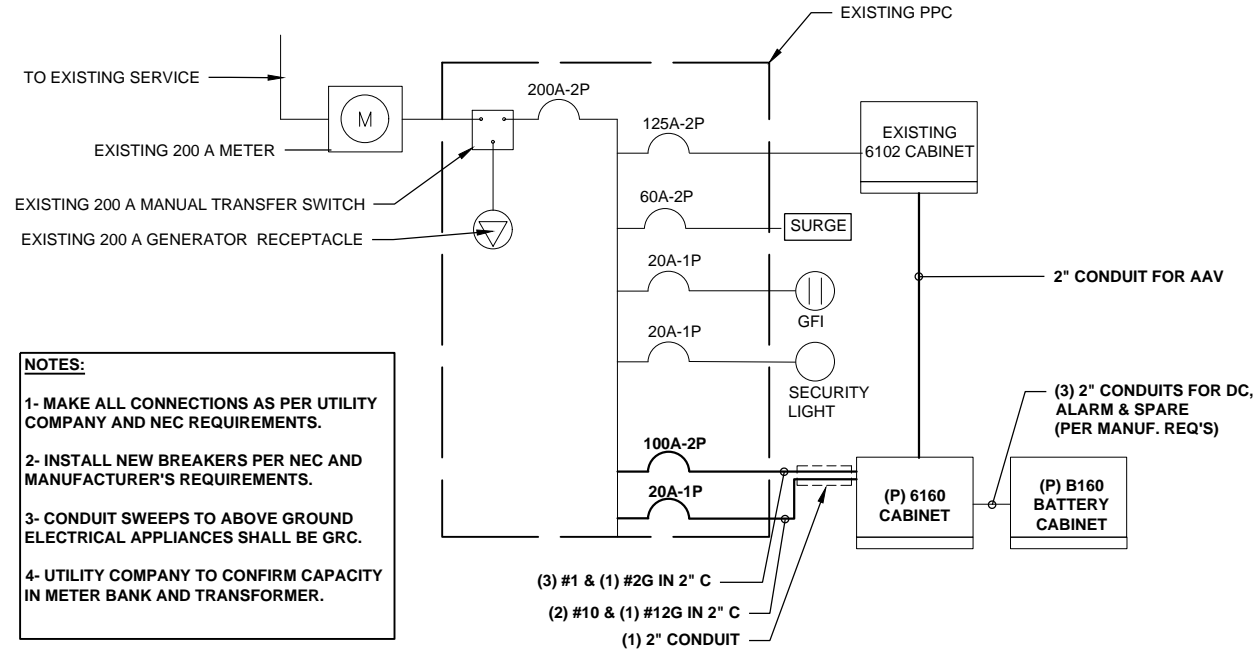 EXISTING PPC
TO EXISTING SERVICE
200A-2P
M
125A-2P
EXISTING
6102 CABINET
EXISTING 200 A METER
EXISTING 200 A MANUAL TRANSFER SWITCH
60A-2P
SURGE
EXISTING 200 A GENERATOR RECEPTACLE
20A-1P
GFI
2" CONDUIT FOR AAV
20A-1P
SECURITY
LIGHT
NOTES:
1- MAKE ALL CONNECTIONS AS PER UTILITY
COMPANY AND NEC REQUIREMENTS.
2- INSTALL NEW BREAKERS PER NEC AND
MANUFACTURER'S REQUIREMENTS.
3- CONDUIT SWEEPS TO ABOVE GROUND
ELECTRICAL APPLIANCES SHALL BE GRC.
4- UTILITY COMPANY TO CONFIRM CAPACITY
IN METER BANK AND TRANSFORMER.
(3) 2" CONDUITS FOR DC,
ALARM & SPARE
(PER MANUF. REQ'S)
100A-2P
20A-1P
(P) 6160
CABINET
(P) B160
BATTERY
CABINET
(3) #1 & (1) #2G IN 2" C
(2) #10 & (1) #12G IN 2" C
(1) 2" CONDUIT